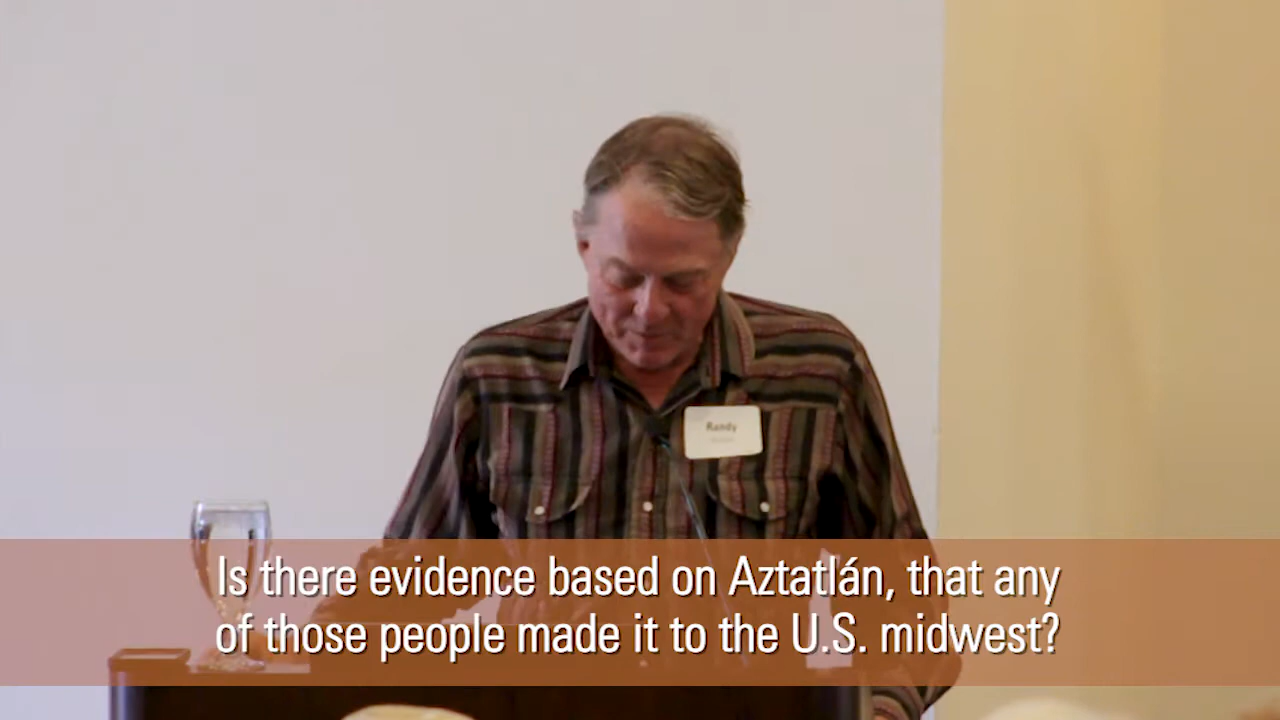 Randy
Is there evidence based on Aztatlán, that any
of those people made it to the U.S. midwest?